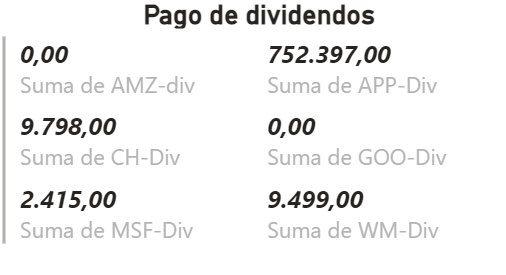 Pago de dividendos
0,00
Suma de AMZ-div
752.397,00
Suma de APP-Div
9.798,00
Suma de CH-Div
0,00
Suma de GOO-Div
2.415,00
Suma de MSF-Div
9.499,00
Suma de WM-Div